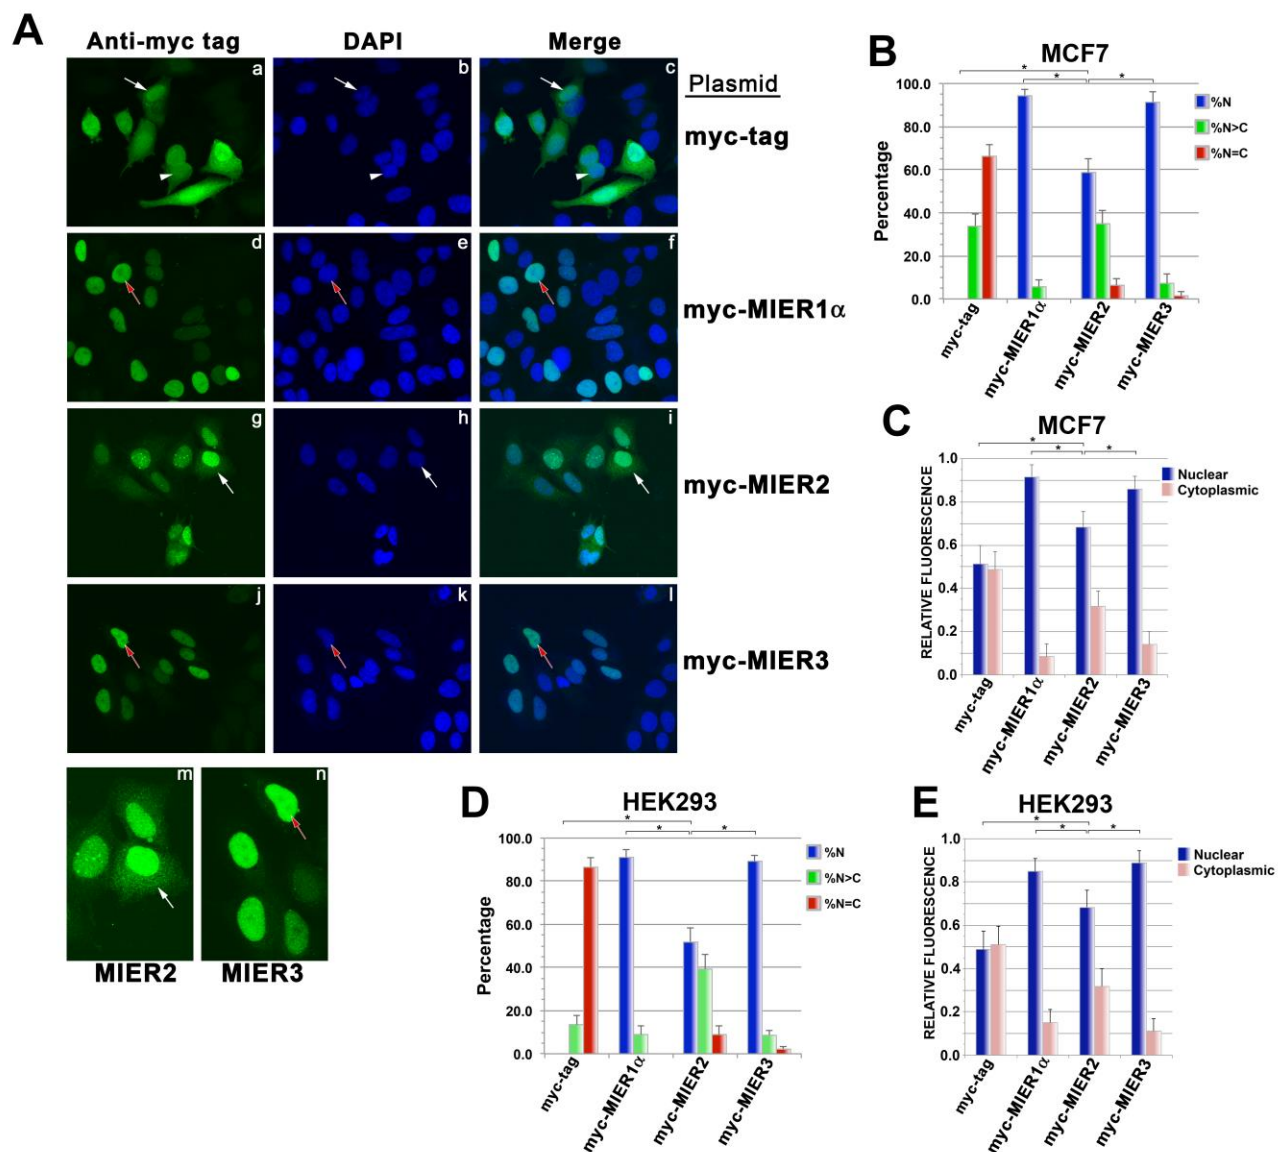 A
Anti-myc tag DAPI Merge
a b c
Plasmid
myc-tag
d e f
myc-MIER1α
g h i
myc-MIER2
j k l
myc-MIER3
m n
MIER2 MIER3
B
MCF7
* * *
Percentage
100.0
80.0
60.0
40.0
20.0
0.0
%N
%N>C
%N=C
myc-tag myc-MIER1α myc-MIER2 myc-MIER3
C
MCF7
* * *
RELATIVE FLUORESCENCE
1.0
0.8
0.6
0.4
0.2
0.0
Nuclear
Cytoplasmic
myc-tag myc-MIER1α myc-MIER2 myc-MIER3
D
HEK293
* * *
Percentage
100.0
80.0
60.0
40.0
20.0
0.0
%N
%N>C
%N=C
myc-tag myc-MIER1α myc-MIER2 myc-MIER3
E
HEK293
* * *
RELATIVE FLUORESCENCE
1.0
0.8
0.6
0.4
0.2
0.0
Nuclear
Cytoplasmic
myc-tag myc-MIER1α myc-MIER2 myc-MIER3